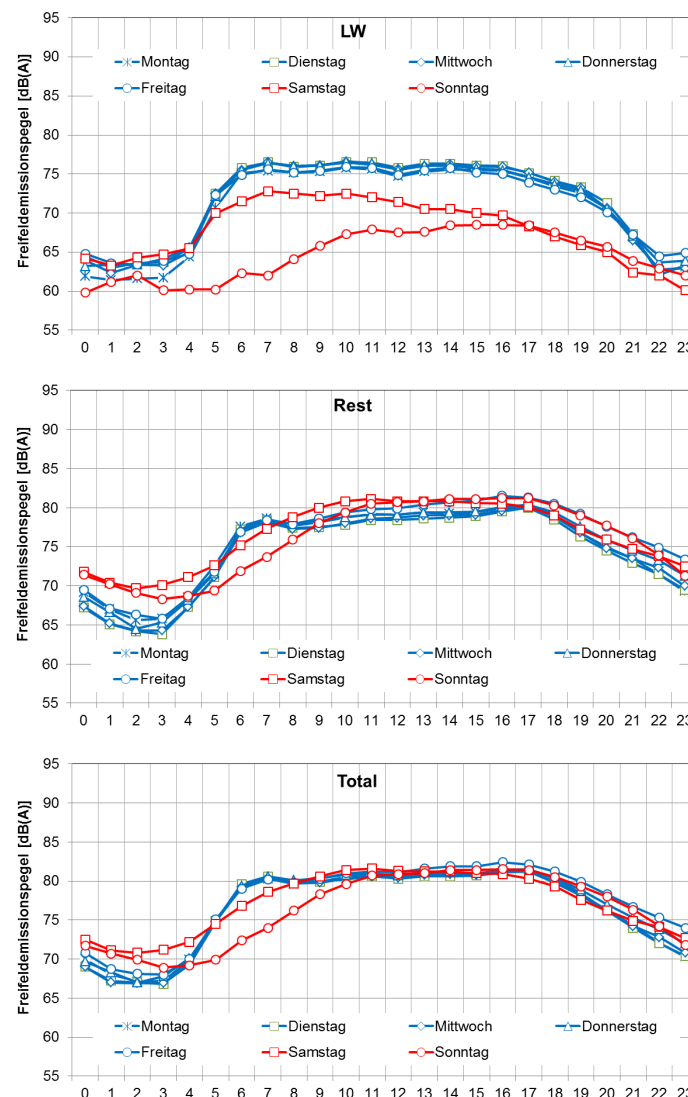 LW
Freifeldemissionspegel [dB(A)]
95
90
85
80
75
70
65
60
55
Montag Dienstag Mittwoch Donnerstag
Freitag Samstag Sonntag
0 1 2 3 4 5 6 7 8 9 10 11 12 13 14 15 16 17 18 19 20 21 22 23
Rest
Freifeldemissionspegel [dB(A)]
95
90
85
80
75
70
65
60
55
Montag Dienstag Mittwoch Donnerstag
Freitag Samstag Sonntag
0 1 2 3 4 5 6 7 8 9 10 11 12 13 14 15 16 17 18 19 20 21 22 23
Total
Freifeldemissionspegel [dB(A)]
95
90
85
80
75
70
65
60
55
Montag Dienstag Mittwoch Donnerstag
Freitag Samstag Sonntag
0 1 2 3 4 5 6 7 8 9 10 11 12 13 14 15 16 17 18 19 20 21 22 23